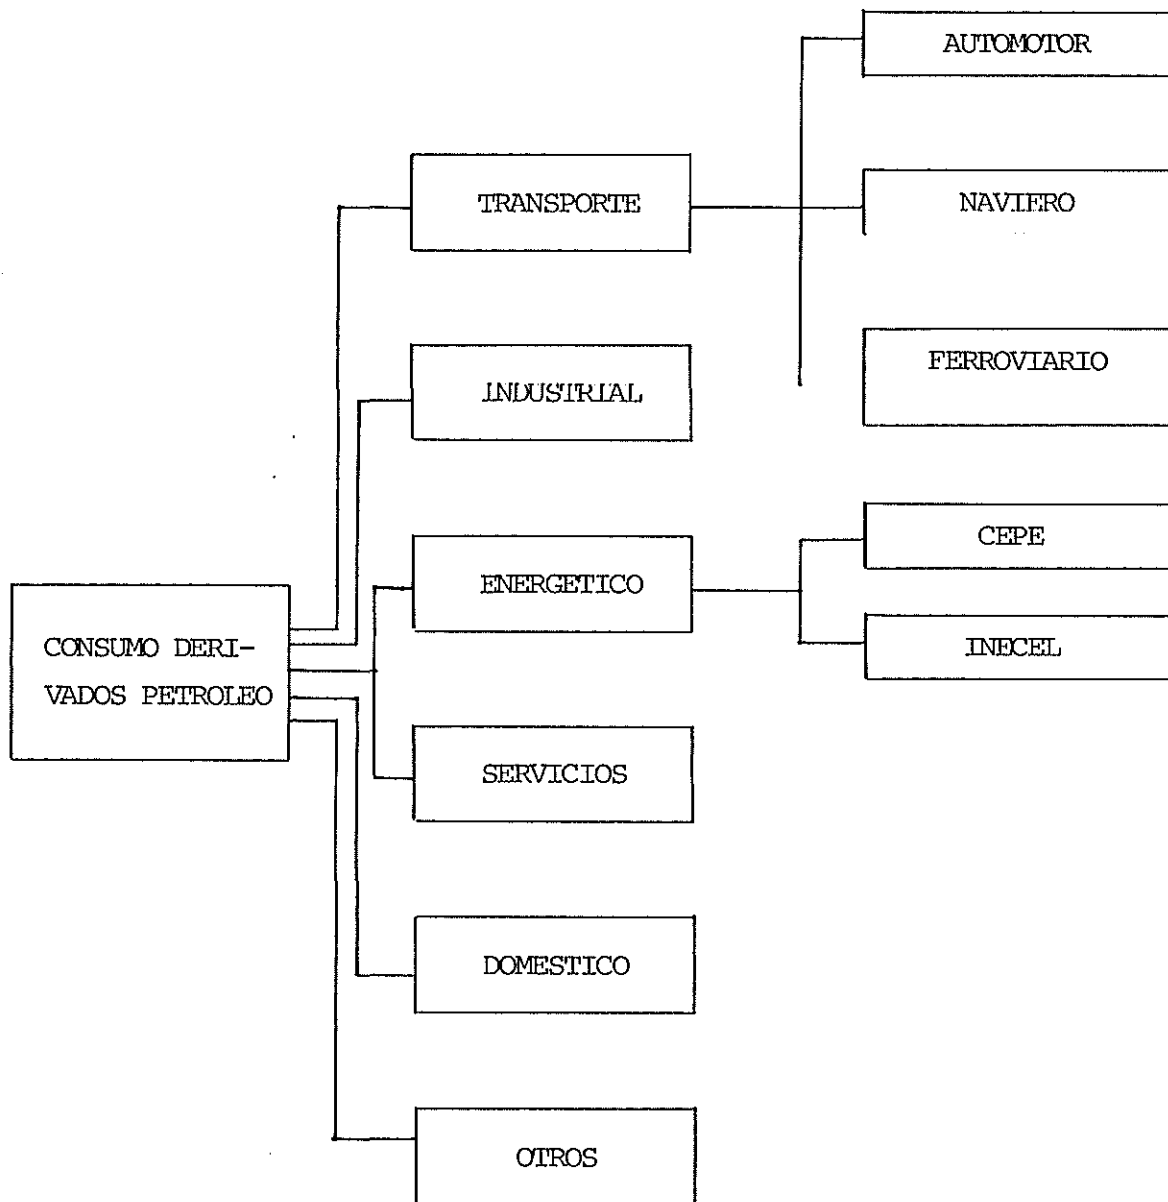 AUTOMOTOR
TRANSPORTE
NAVIERO
FERROVIARIO
INDUSTRIAL
CEPE
ENERGETICO
INECEL
CONSUMO DERI-
VADOS PETROLEO
SERVICIOS
DOMESTICO
OTROS